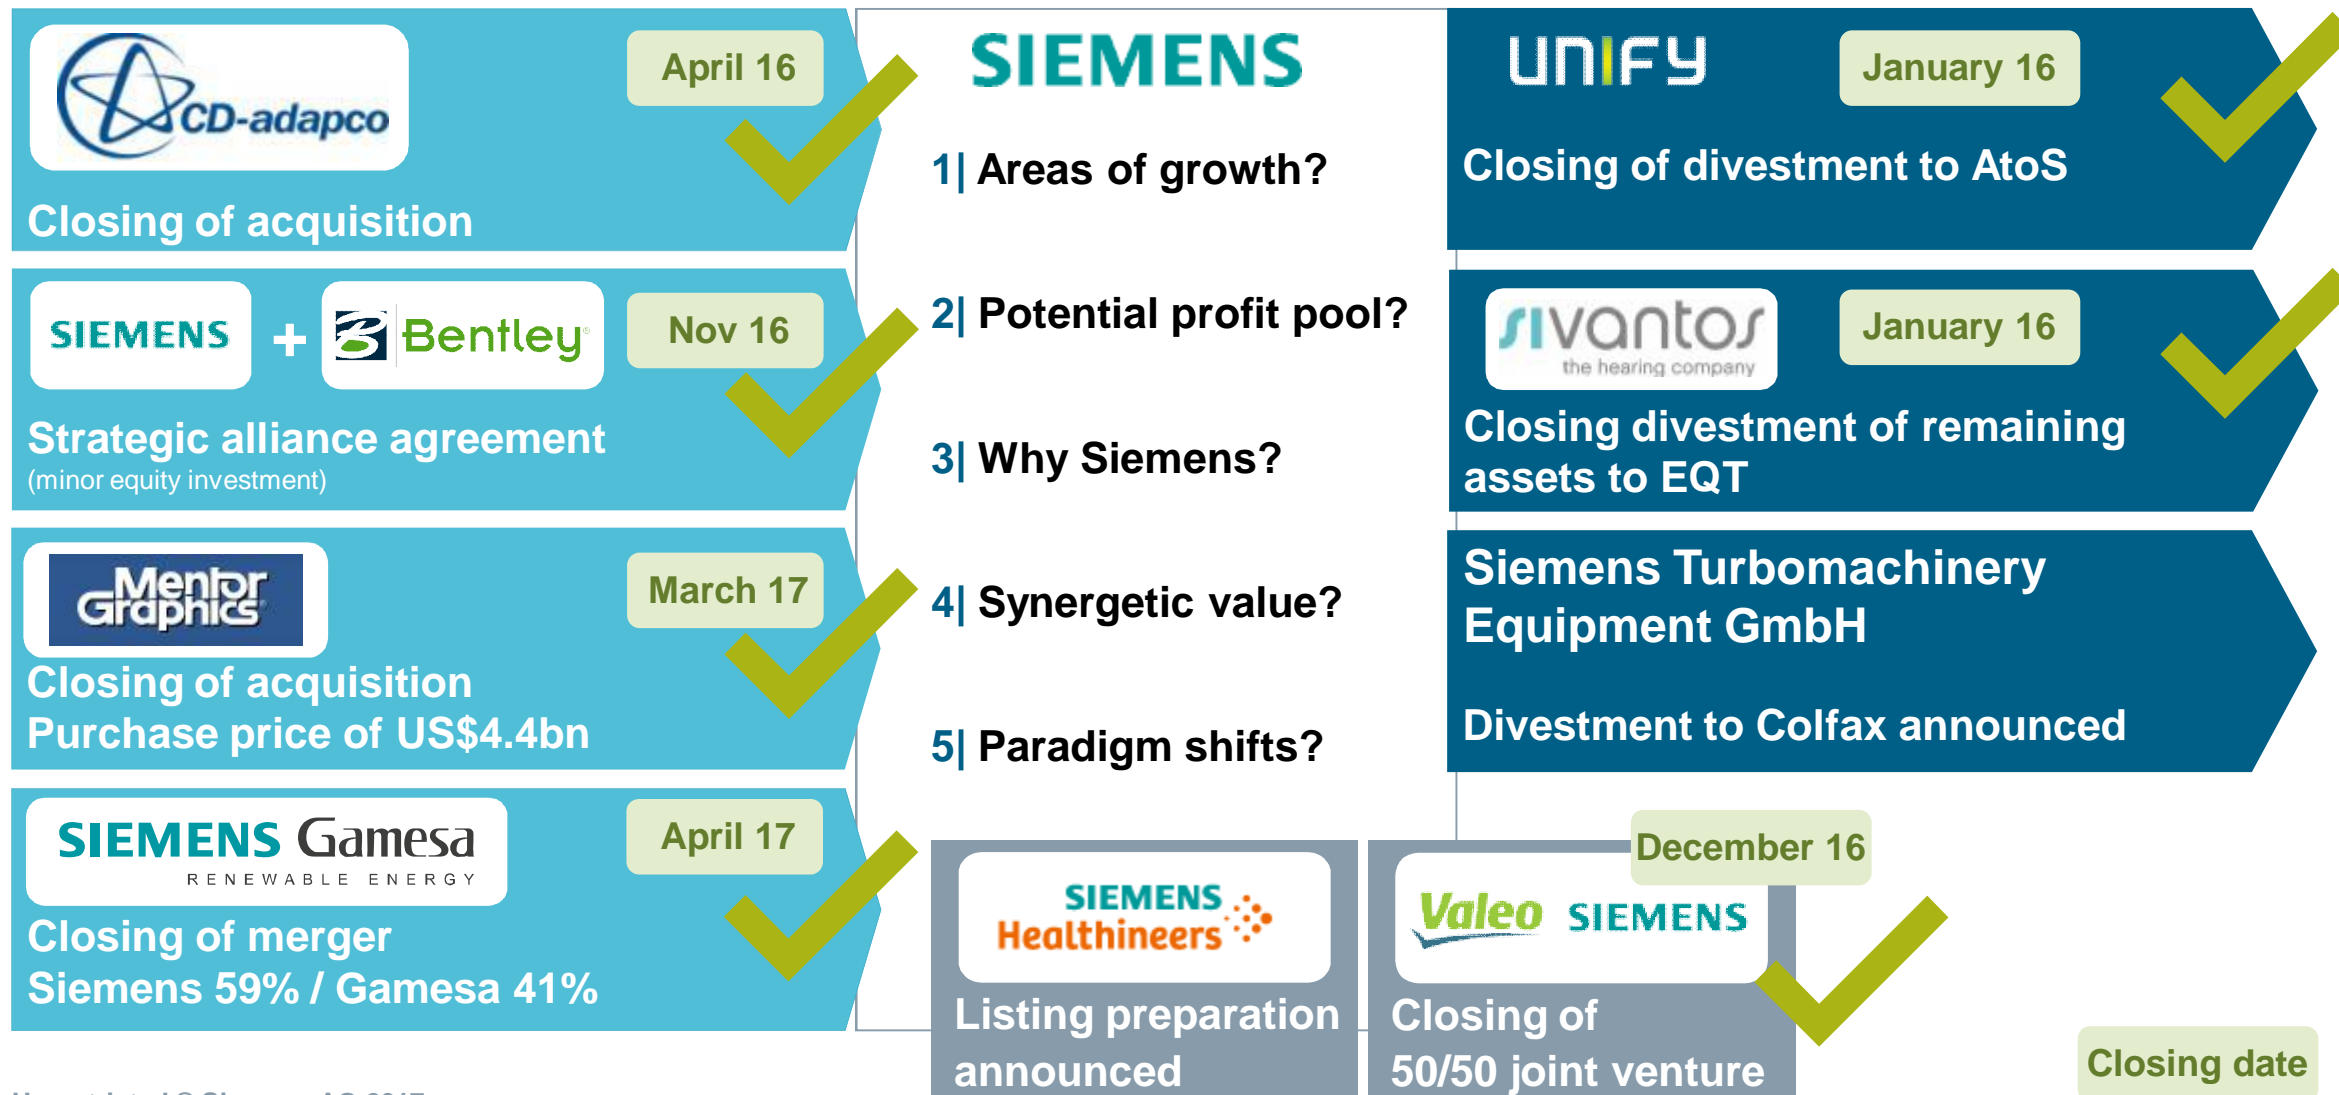 CD-adapco
April 16
Closing of acquisition
SIEMENS + Bentley
Nov 16
Strategic alliance agreement
(minor equity investment)
Mentor
Graphics
March 17
Closing of acquisition
Purchase price of US$4.4bn
SIEMENS Gamesa
RENEWABLE ENERGY
April 17
Closing of merger
Siemens 59% / Gamesa 41%
SIEMENS
1| Areas of growth?
2| Potential profit pool?
3| Why Siemens?
4| Synergetic value?
5| Paradigm shifts?
SIEMENS
Healthineers
Listing preparation
announced
December 16
Valeo SIEMENS
Closing of
50/50 joint venture
UNIFY
January 16
Closing of divestment to AtoS
sivantos
the hearing company
January 16
Closing divestment of remaining
assets to EQT
Siemens Turbomachinery
Equipment GmbH
Divestment to Colfax announced
Closing date